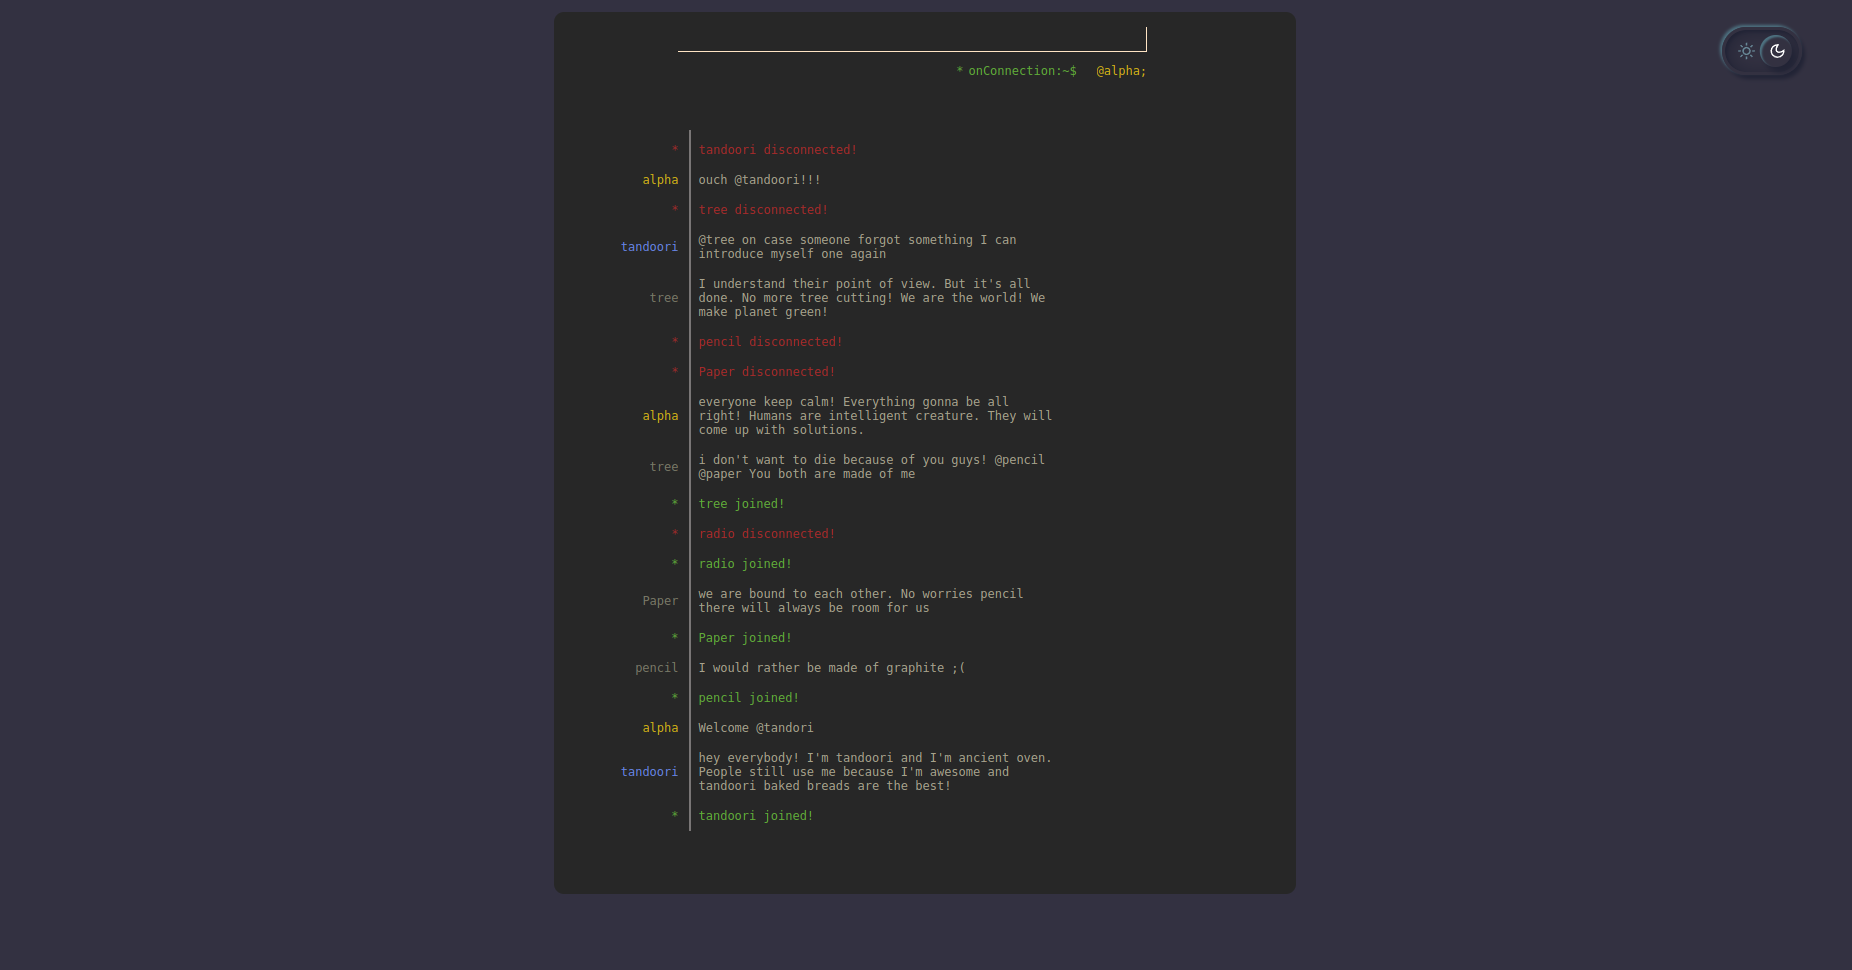 * onConnection:~$ @alpha;
* tandoori disconnected!
alpha ouch @tandoori!!!
* tree disconnected!
tandoori @tree on case someone forgot something I can
introduce myself one again
tree I understand their point of view. But it's all
done. No more tree cutting! We are the world! We
make planet green!
* pencil disconnected!
* Paper disconnected!
alpha everyone keep calm! Everything gonna be all
right! Humans are intelligent creature. They will
come up with solutions.
tree i don't want to die because of you guys! @pencil
@paper You both are made of me
* tree joined!
* radio disconnected!
* radio joined!
Paper we are bound to each other. No worries pencil
there will always be room for us
* Paper joined!
pencil I would rather be made of graphite ;(
* pencil joined!
alpha Welcome @tandori
tandoori hey everybody! I'm tandoori and I'm ancient oven.
People still use me because I'm awesome and
tandoori baked breads are the best!
* tandoori joined!